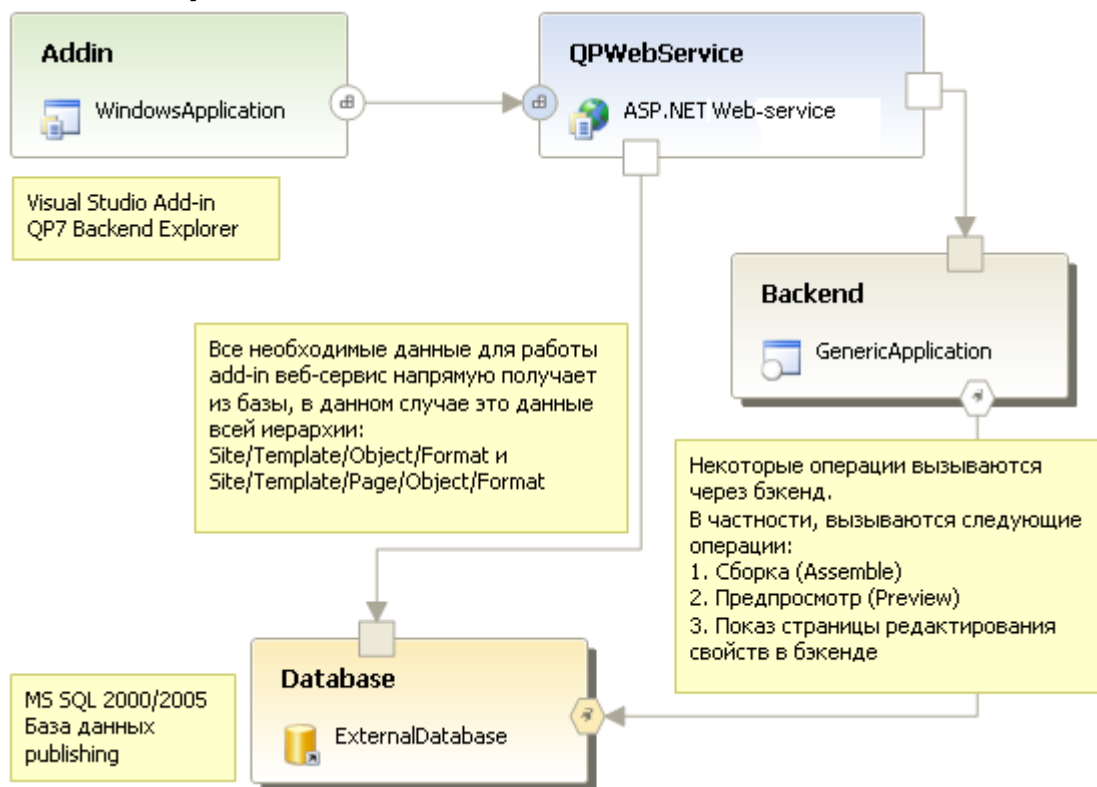 Addin
WindowsApplication
QPWebService
ASP.NET Web-service
Visual Studio Add-in
QP7 Backend Explorer
Backend
GenericApplication
Все необходимые данные для работы
add-in веб-сервис напрямую получает
из базы, в данном случае это данные
всей иерархии:
Site/Template/Object/Format и
Site/Template/Page/Object/Format
Некоторые операции вызываются
через бэкенд.
В частности, вызываются следующие
операции:
1. Сборка (Assemble)
2. Предпросмотр (Preview)
3. Показ страницы редактирования
свойств в бэкенде
Database
ExternalDatabase
MS SQL 2000/2005
База данных
publishing